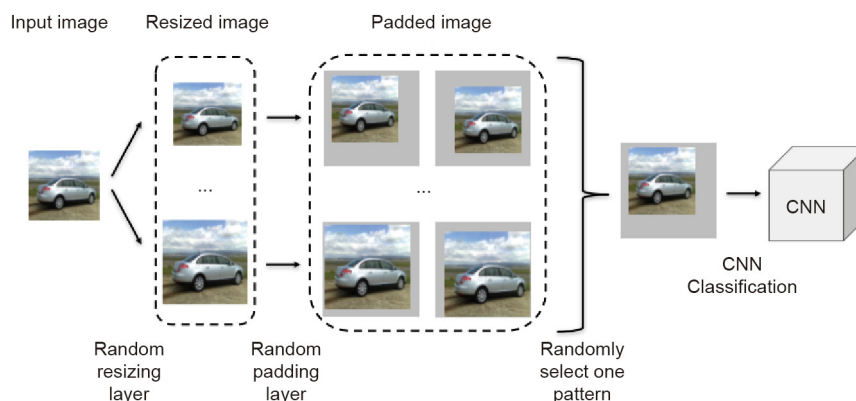 Input image
Resized image
Padded image
...
...
CNN
CNN
Classification
Random
resizing
layer
Random
padding
layer
Randomly
select one
pattern